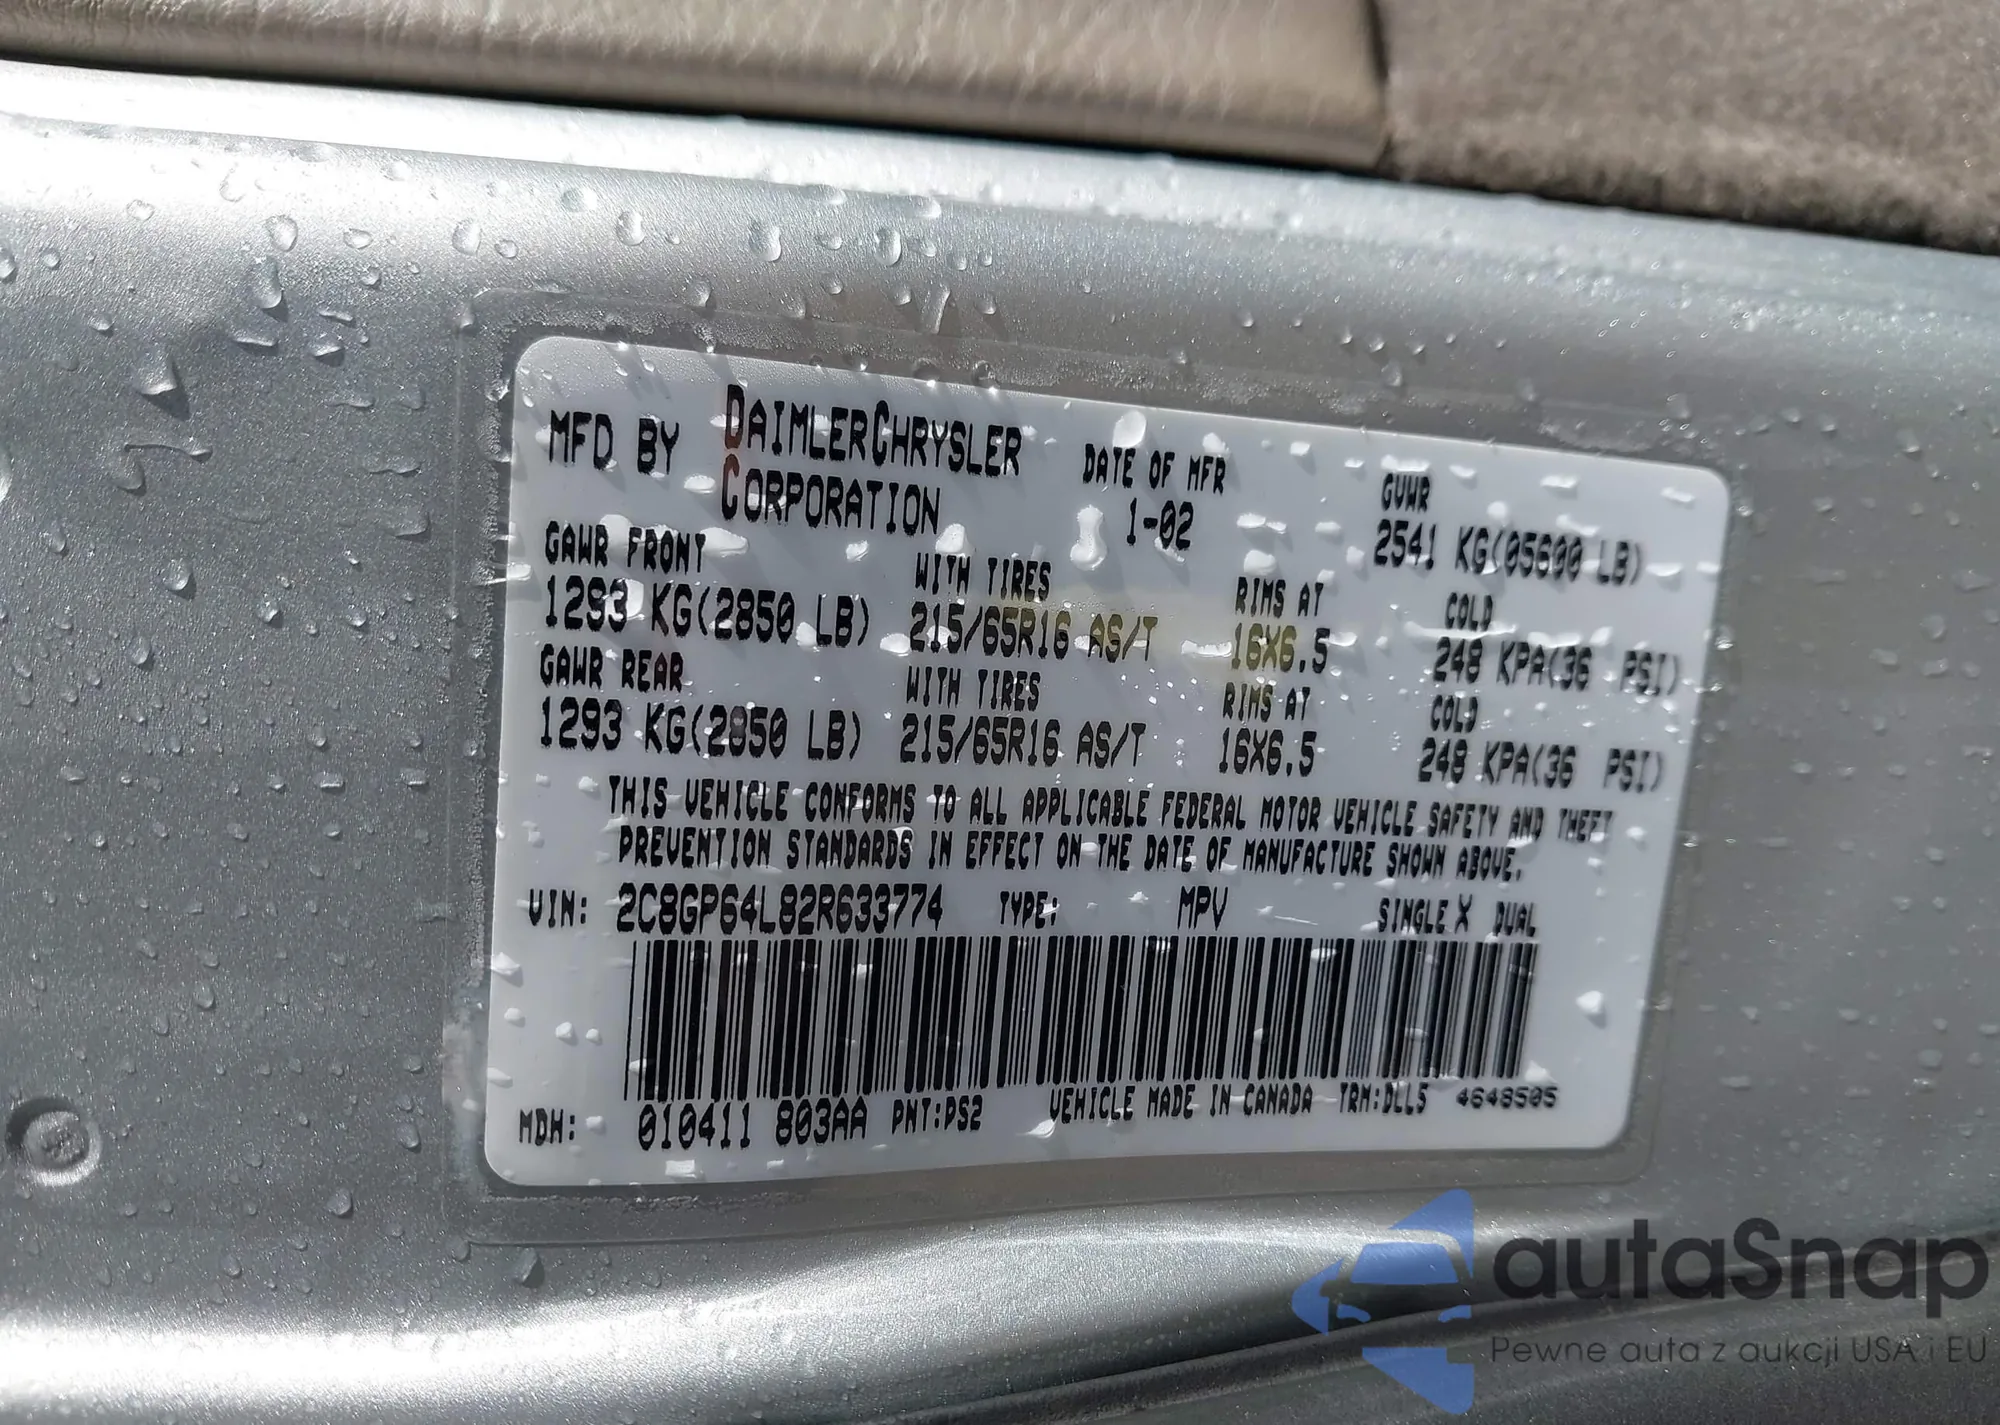 MFD BY DAIMLERCHRYSLER CORPORATION
DATE OF MFR 1-02
GVWR 2541 KG(05600 LB)
GAWR FRONT WITH TIRES RIMS AT COLD
1293 KG(2850 LB) 215/65R16 AS/T 16X6.5 248 KPA(36 PSI)
GAWR REAR WITH TIRES RIMS AT COLD
1293 KG(2850 LB) 215/65R16 AS/T 16X6.5 248 KPA(36 PSI)
THIS VEHICLE CONFORMS TO ALL APPLICABLE FEDERAL MOTOR VEHICLE SAFETY AND THEFT
PREVENTION STANDARDS IN EFFECT ON THE DATE OF MANUFACTURE SHOWN ABOVE.
VIN: 2C8GP64L82R633774 TYPE: MPV SINGLE X DUAL
MDH: 010411 803AA PNT:PS2 VEHICLE MADE IN CANADA TRM:DLL5 4648505
autaSnap
Pewne auta z aukcji USA i EU